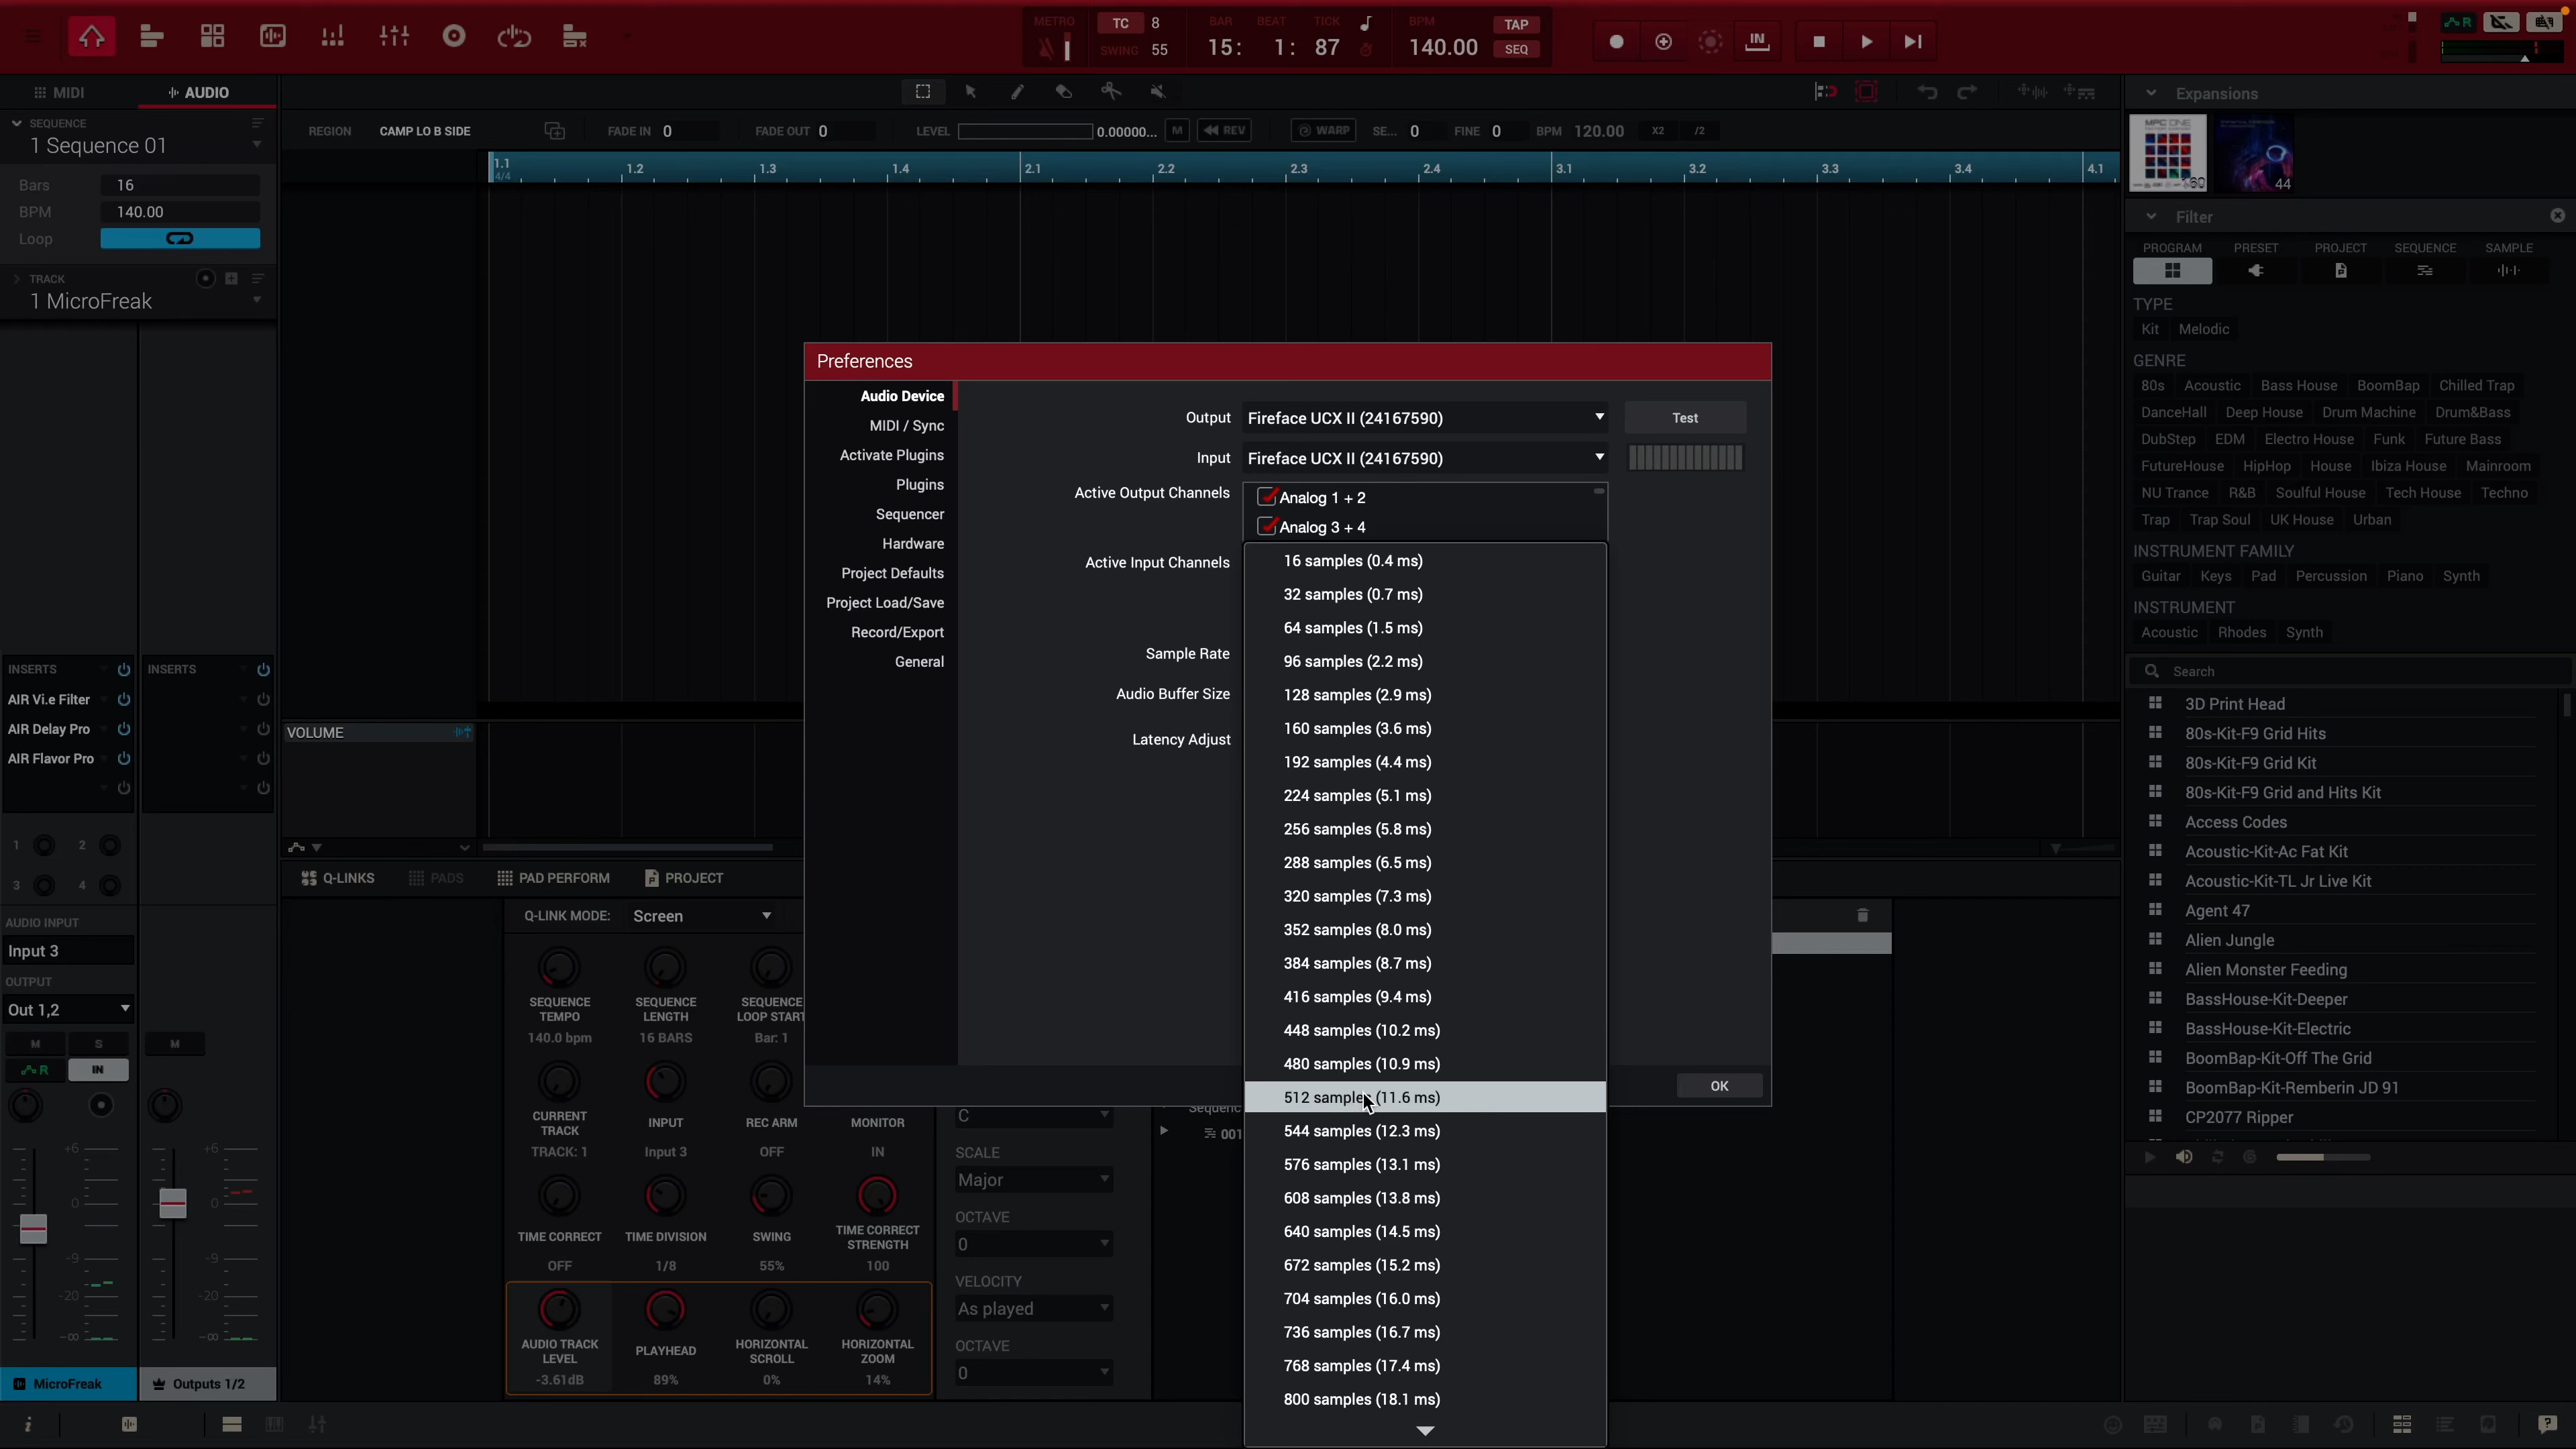 METRO
TC 8
SWING 55
BAR BEAT TICK
15: 1: 87
BPM
140.00
TAP
SEQ
IN
R
MIDI
AUDIO
SEQUENCE
1 Sequence 01
Bars 16
BPM 140.00
Loop
TRACK
1 MicroFreak
REGION CAMP LO B SIDE
FADE IN 0
FADE OUT 0
LEVEL 0.00000...
M
REV
WARP
SE... 0
FINE 0
BPM 120.00
X2
/2
1.1
4/4
1.2
1.3
1.4
2.1
2.2
2.3
2.4
3.1
3.2
3.3
3.4
4.1
Preferences
Audio Device
MIDI / Sync
Activate Plugins
Plugins
Sequencer
Hardware
Project Defaults
Project Load/Save
Record/Export
General
Output Fireface UCX II (24167590) Test
Input Fireface UCX II (24167590)
Active Output Channels
Analog 1 + 2
Analog 3 + 4
Active Input Channels
Sample Rate
Audio Buffer Size
Latency Adjust
16 samples (0.4 ms)
32 samples (0.7 ms)
64 samples (1.5 ms)
96 samples (2.2 ms)
128 samples (2.9 ms)
160 samples (3.6 ms)
192 samples (4.4 ms)
224 samples (5.1 ms)
256 samples (5.8 ms)
288 samples (6.5 ms)
320 samples (7.3 ms)
352 samples (8.0 ms)
384 samples (8.7 ms)
416 samples (9.4 ms)
448 samples (10.2 ms)
480 samples (10.9 ms)
512 samples (11.6 ms)
544 samples (12.3 ms)
576 samples (13.1 ms)
608 samples (13.8 ms)
640 samples (14.5 ms)
672 samples (15.2 ms)
704 samples (16.0 ms)
736 samples (16.7 ms)
768 samples (17.4 ms)
800 samples (18.1 ms)
OK
INSERTS
AIR Vi.e Filter
AIR Delay Pro
AIR Flavor Pro
INSERTS
1 2
3 4
AUDIO INPUT
Input 3
OUTPUT
Out 1,2
M S
R IN
M
+6
0
-9
-20
-∞
+6
0
-9
-20
-∞
MicroFreak
Outputs 1/2
VOLUME
Q-LINKS
PADS
PAD PERFORM
PROJECT
Q-LINK MODE: Screen
SEQUENCE TEMPO
140.0 bpm
SEQUENCE LENGTH
16 BARS
SEQUENCE LOOP START
Bar: 1
CURRENT TRACK
TRACK: 1
INPUT
Input 3
REC ARM
OFF
MONITOR
IN
TIME CORRECT
OFF
TIME DIVISION
1/8
SWING
55%
TIME CORRECT STRENGTH
100
AUDIO TRACK LEVEL
-3.61dB
PLAYHEAD
89%
HORIZONTAL SCROLL
0%
HORIZONTAL ZOOM
14%
C
SCALE
Major
OCTAVE
0
VELOCITY
As played
OCTAVE
0
Sequenc
001
Expansions
MPC ONE
160
44
Filter
PROGRAM PRESET PROJECT SEQUENCE SAMPLE
TYPE
Kit Melodic
GENRE
80s Acoustic Bass House BoomBap Chilled Trap
DanceHall Deep House Drum Machine Drum&Bass
DubStep EDM Electro House Funk Future Bass
FutureHouse HipHop House Ibiza House Mainroom
NU Trance R&B Soulful House Tech House Techno
Trap Trap Soul UK House Urban
INSTRUMENT FAMILY
Guitar Keys Pad Percussion Piano Synth
INSTRUMENT
Acoustic Rhodes Synth
Search
3D Print Head
80s-Kit-F9 Grid Hits
80s-Kit-F9 Grid Kit
80s-Kit-F9 Grid and Hits Kit
Access Codes
Acoustic-Kit-Ac Fat Kit
Acoustic-Kit-TL Jr Live Kit
Agent 47
Alien Jungle
Alien Monster Feeding
BassHouse-Kit-Deeper
BassHouse-Kit-Electric
BoomBap-Kit-Off The Grid
BoomBap-Kit-Remberin JD 91
CP2077 Ripper